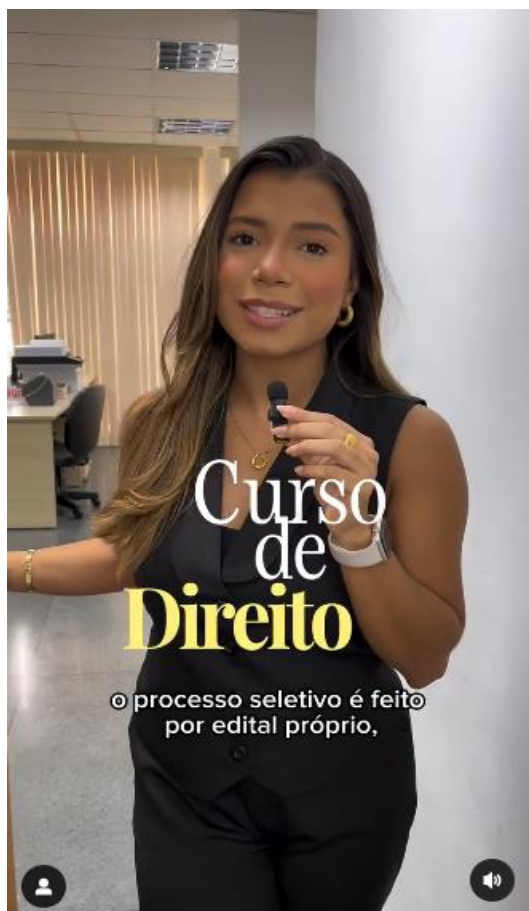 Curso
de
Direito
o processo seletivo é feito
por edital próprio,